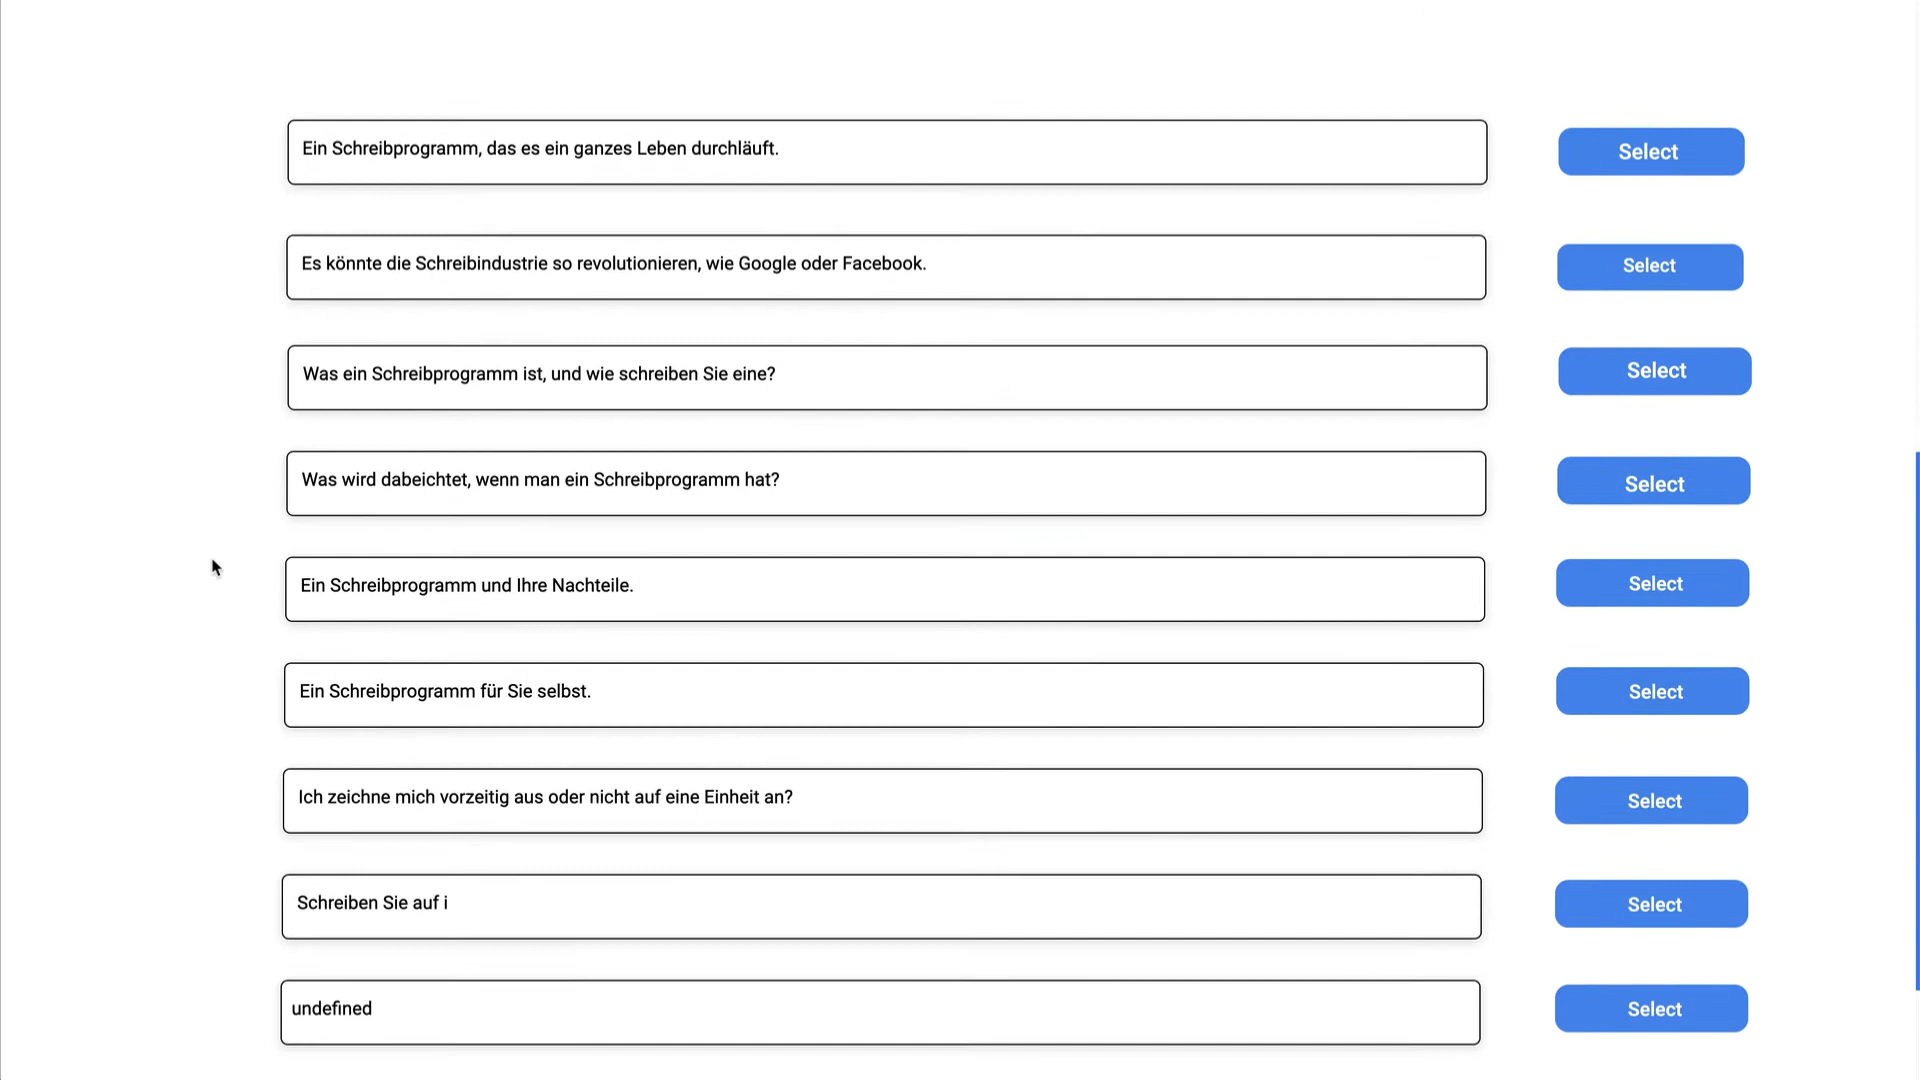 Ein Schreibprogramm, das es ein ganzes Leben durchläuft.
Select
Es könnte die Schreibindustrie so revolutionieren, wie Google oder Facebook.
Select
Was ein Schreibprogramm ist, und wie schreiben Sie eine?
Select
Was wird dabeichtet, wenn man ein Schreibprogramm hat?
Select
Ein Schreibprogramm und Ihre Nachteile.
Select
Ein Schreibprogramm für Sie selbst.
Select
Ich zeichne mich vorzeitig aus oder nicht auf eine Einheit an?
Select
Schreiben Sie auf i
Select
undefined
Select